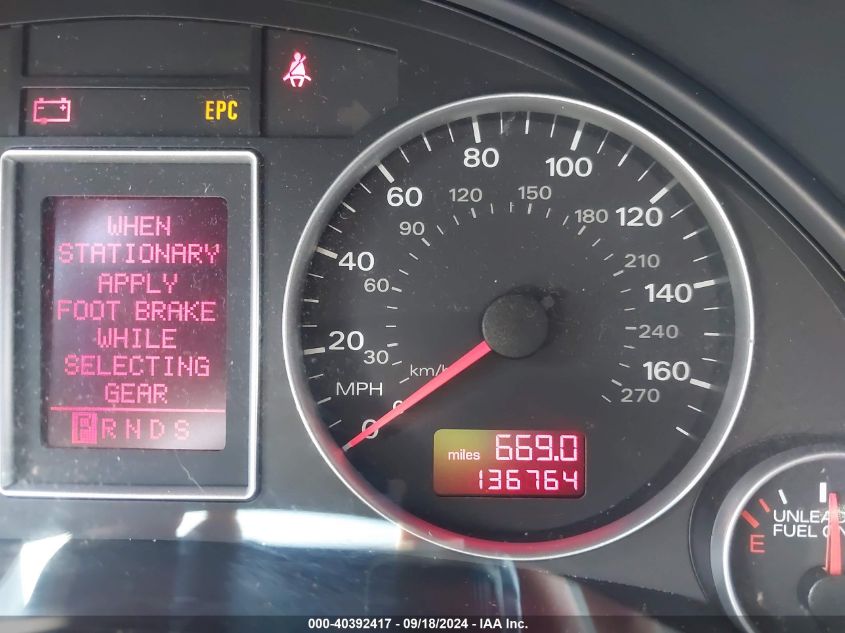 EPC
WHEN
STATIONARY
APPLY
FOOT BRAKE
WHILE
SELECTING
GEAR
P R N D S
0
20
40
60
80
100
120
140
160
MPH
0
30
60
90
120
150
180
210
240
270
km/h
miles 669.0
136764
E
UNLEAD
FUEL ON
000-40392417 - 09/18/2024 - IAA Inc.